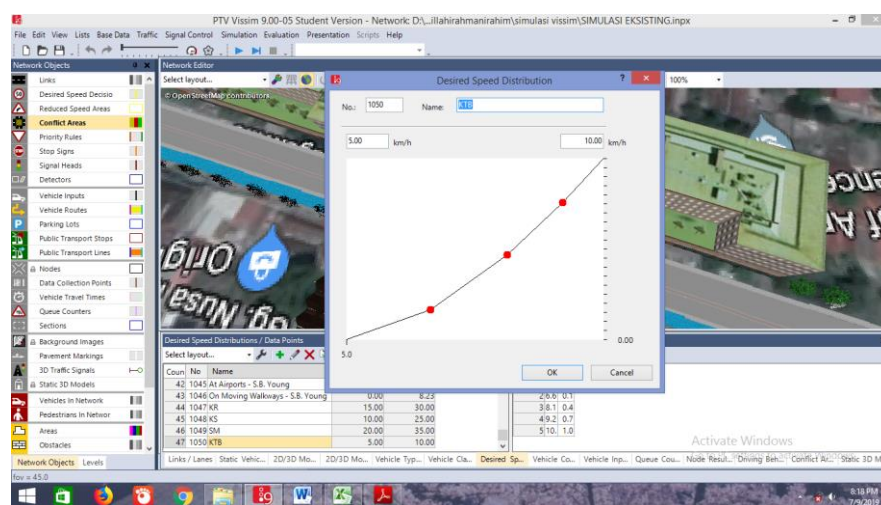 PTV Vissim 9.00-05 Student Version - Network: D:\...illahirahmanirahim\simulasi vissim\SIMULASI EKSISTING.inpx
File Edit View Lists Base Data Traffic Signal Control Simulation Evaluation Presentation Scripts Help
Network Objects
Network Editor
Select layout...
100%
Links
Desired Speed Decisio
Reduced Speed Areas
Conflict Areas
Priority Rules
Stop Signs
Signal Heads
Detectors
Vehicle Inputs
Vehicle Routes
Parking Lots
Public Transport Stops
Public Transport Lines
Nodes
Data Collection Points
Vehicle Travel Times
Queue Counters
Sections
Background Images
Pavement Markings
3D Traffic Signals
Static 3D Models
Vehicles In Network
Pedestrians In Networ
Areas
Obstacles
Network Objects Levels
fov = 45.0
© OpenStreetMap contributors
Desired Speed Distribution
No.: 1050 Name: KTB
5.00 km/h 10.00 km/h
0.00
5.0
OK Cancel
Desired Speed Distributions / Data Points
Select layout...
Coun No Name
42 1045 At Airports - S.B. Young
43 1046 On Moving Walkways - S.B. Young 0.00 8.23 2 6.6 0.1
44 1047 KR 15.00 30.00 3 8.1 0.4
45 1048 KS 10.00 25.00 4 9.2 0.7
46 1049 SM 20.00 35.00 5 10. 1.0
47 1050 KTB 5.00 10.00
Activate Windows
Links / Lanes Static Vehic... 2D/3D Mo... 2D/3D Mo... Vehicle Typ... Vehicle Cla... Desired Sp... Vehicle Co... Vehicle Inp... Queue Cou... Node Result... Driving Beh... Conflict Ar... Static 3D M
8:18 PM
7/9/2019